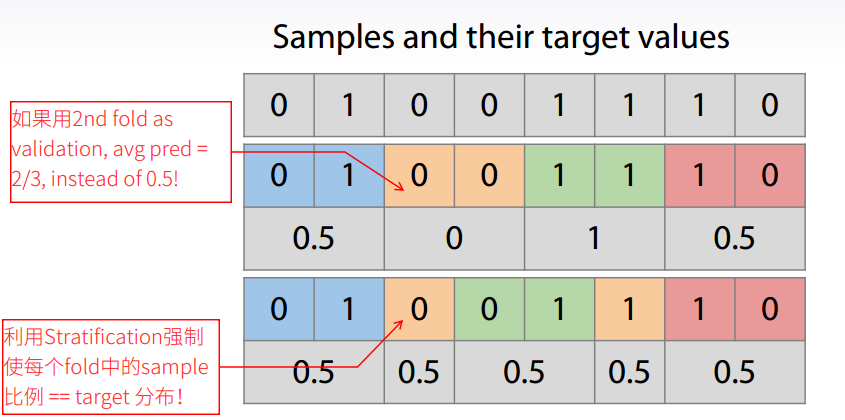 Samples and their target values
0 1 0 0 1 1 1 0
如果用2nd fold as
validation, avg pred =
2/3, instead of 0.5!
0 1 0 0 1 1 1 0
0.5 0 1 0.5
0 1 0 0 1 1 1 0
利用Stratification强制
使每个fold中的sample
比例 == target 分布！
0.5 0.5 0.5 0.5 0.5